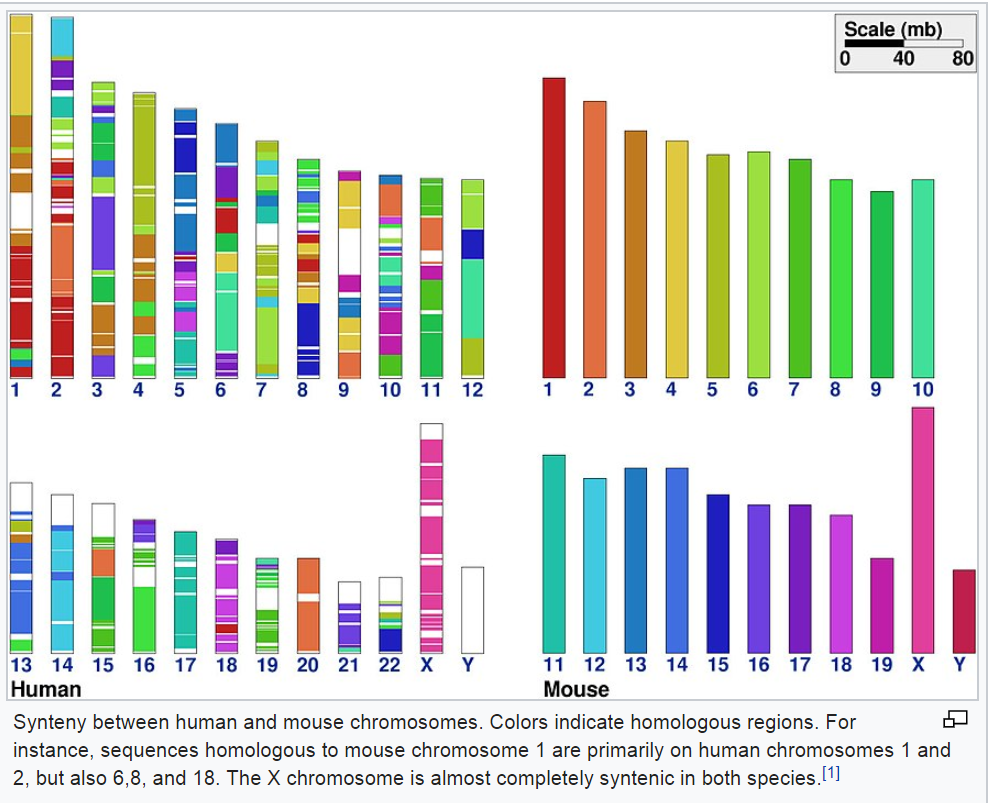 Scale (mb)
0 40 80
1 2 3 4 5 6 7 8 9 10 11 12
1 2 3 4 5 6 7 8 9 10
13 14 15 16 17 18 19 20 21 22 X Y
11 12 13 14 15 16 17 18 19 X Y
Human
Mouse
Synteny between human and mouse chromosomes. Colors indicate homologous regions. For
instance, sequences homologous to mouse chromosome 1 are primarily on human chromosomes 1 and
2, but also 6,8, and 18. The X chromosome is almost completely syntenic in both species.[1]